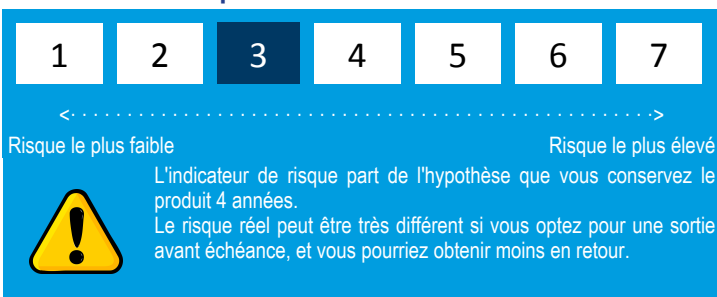 1 2 3 4 5 6 7
<· · · · · · · · · · · · · · · · · · · · · · · · · · · · · · · · · · · · · · · · · · · · · · · · · · · · ·>
Risque le plus faible Risque le plus élevé
L'indicateur de risque part de l'hypothèse que vous conservez le
produit 4 années.
Le risque réel peut être très différent si vous optez pour une sortie
avant échéance, et vous pourriez obtenir moins en retour.